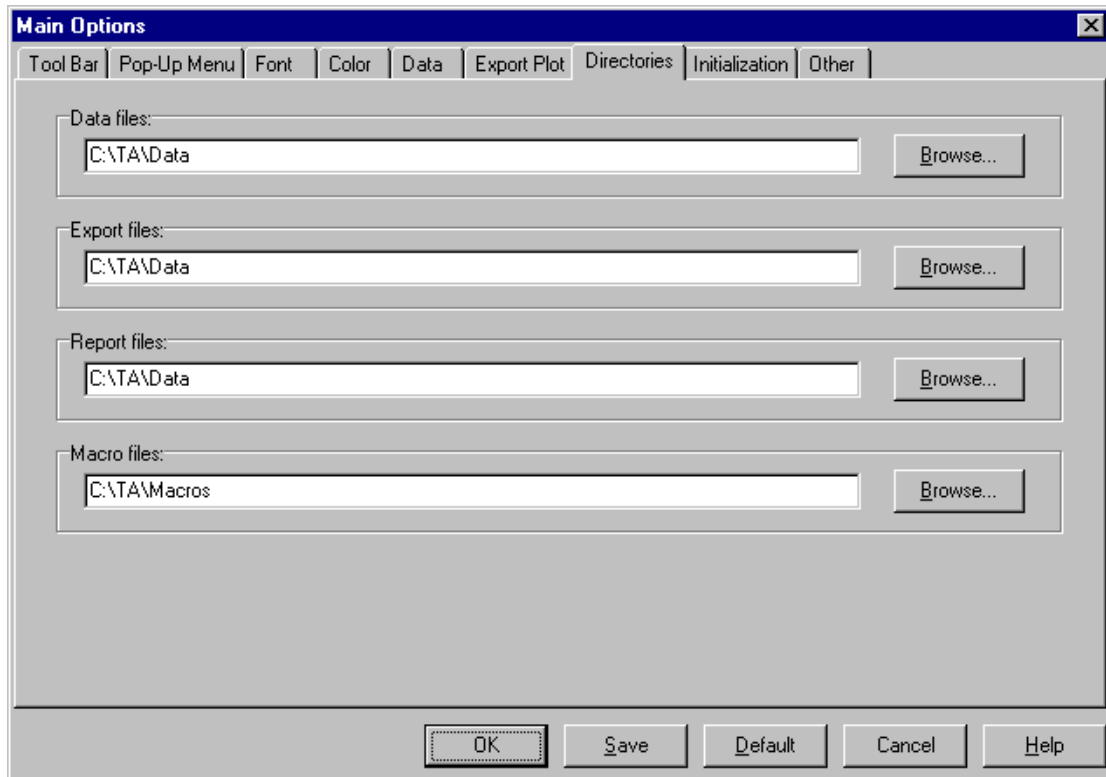 Main Options
Tool Bar Pop-Up Menu Font Color Data Export Plot Directories Initialization Other
Data files:
C:\TA\Data Browse...
Export files:
C:\TA\Data Browse...
Report files:
C:\TA\Data Browse...
Macro files:
C:\TA\Macros Browse...
OK Save Default Cancel Help